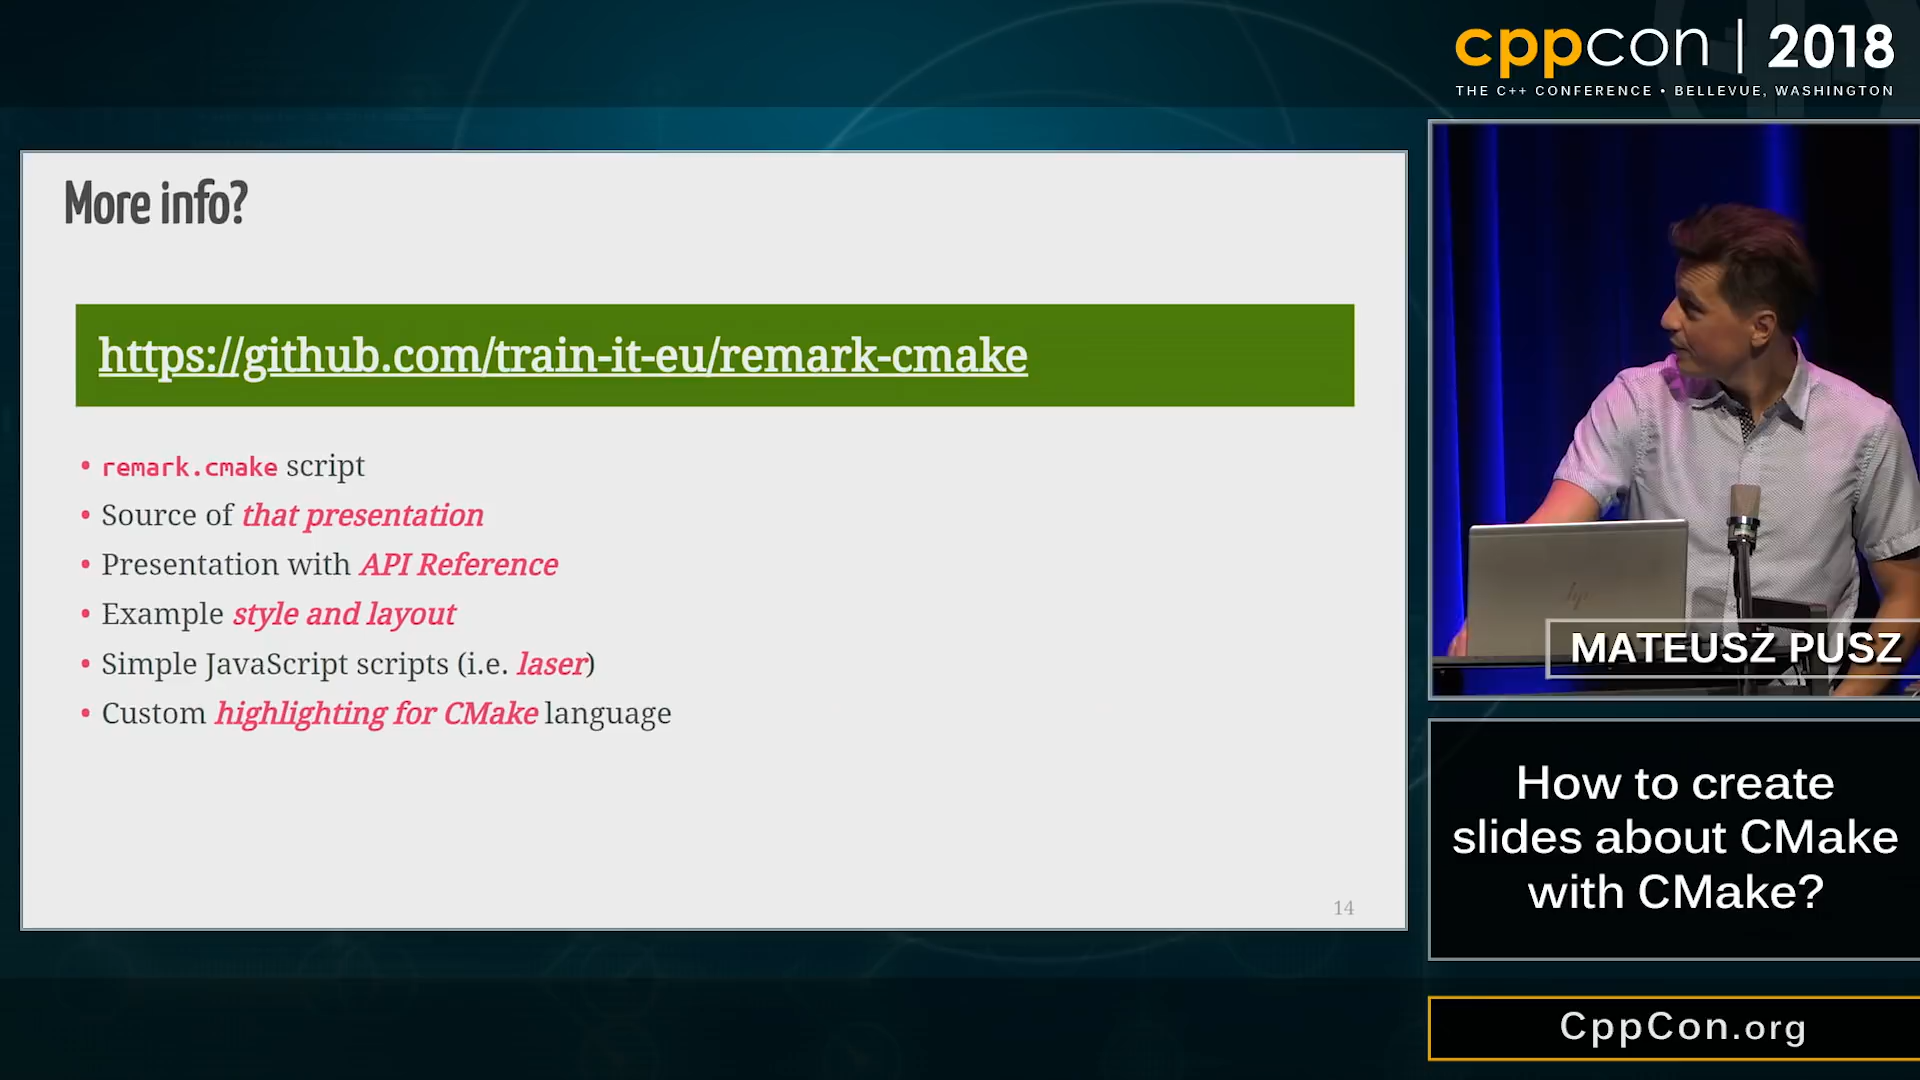 cppcon | 2018
THE C++ CONFERENCE • BELLEVUE, WASHINGTON
More info?
https://github.com/train-it-eu/remark-cmake
• remark.cmake script
• Source of that presentation
• Presentation with API Reference
• Example style and layout
• Simple JavaScript scripts (i.e. laser)
• Custom highlighting for CMake language
14
hp
MATEUSZ PUSZ
How to create
slides about CMake
with CMake?
CppCon.org